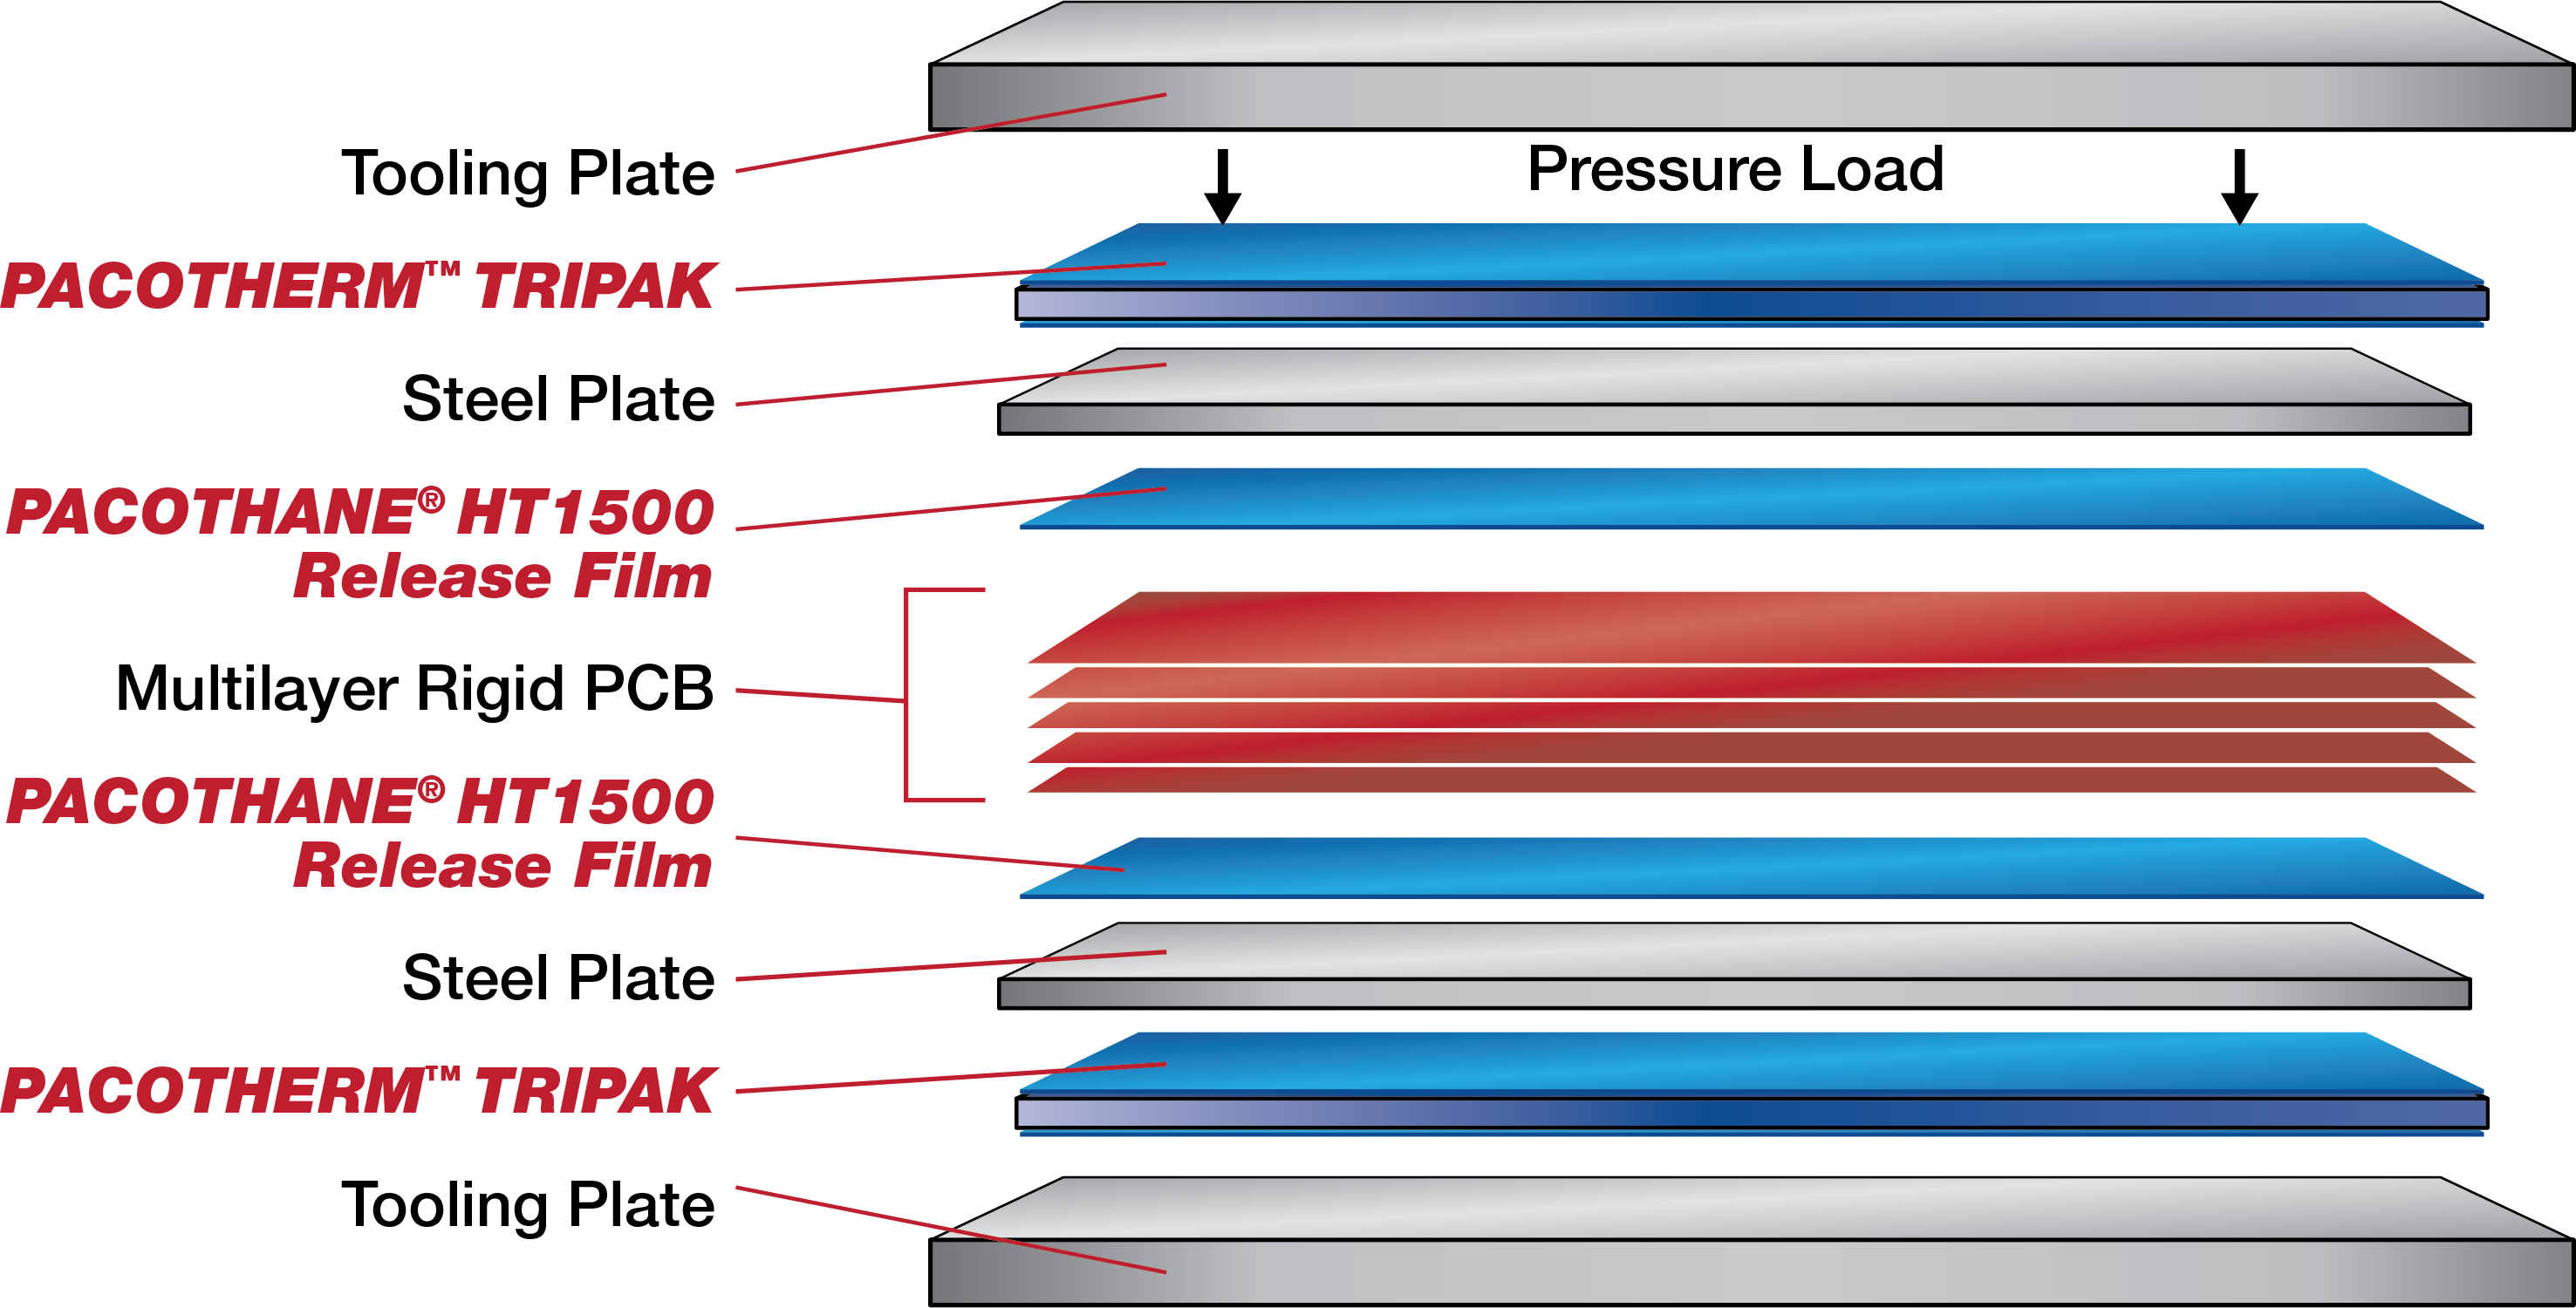 Tooling Plate
Pressure Load
PACOTHERM™ TRIPAK
Steel Plate
PACOTHANE® HT1500
Release Film
Multilayer Rigid PCB
PACOTHANE® HT1500
Release Film
Steel Plate
PACOTHERM™ TRIPAK
Tooling Plate